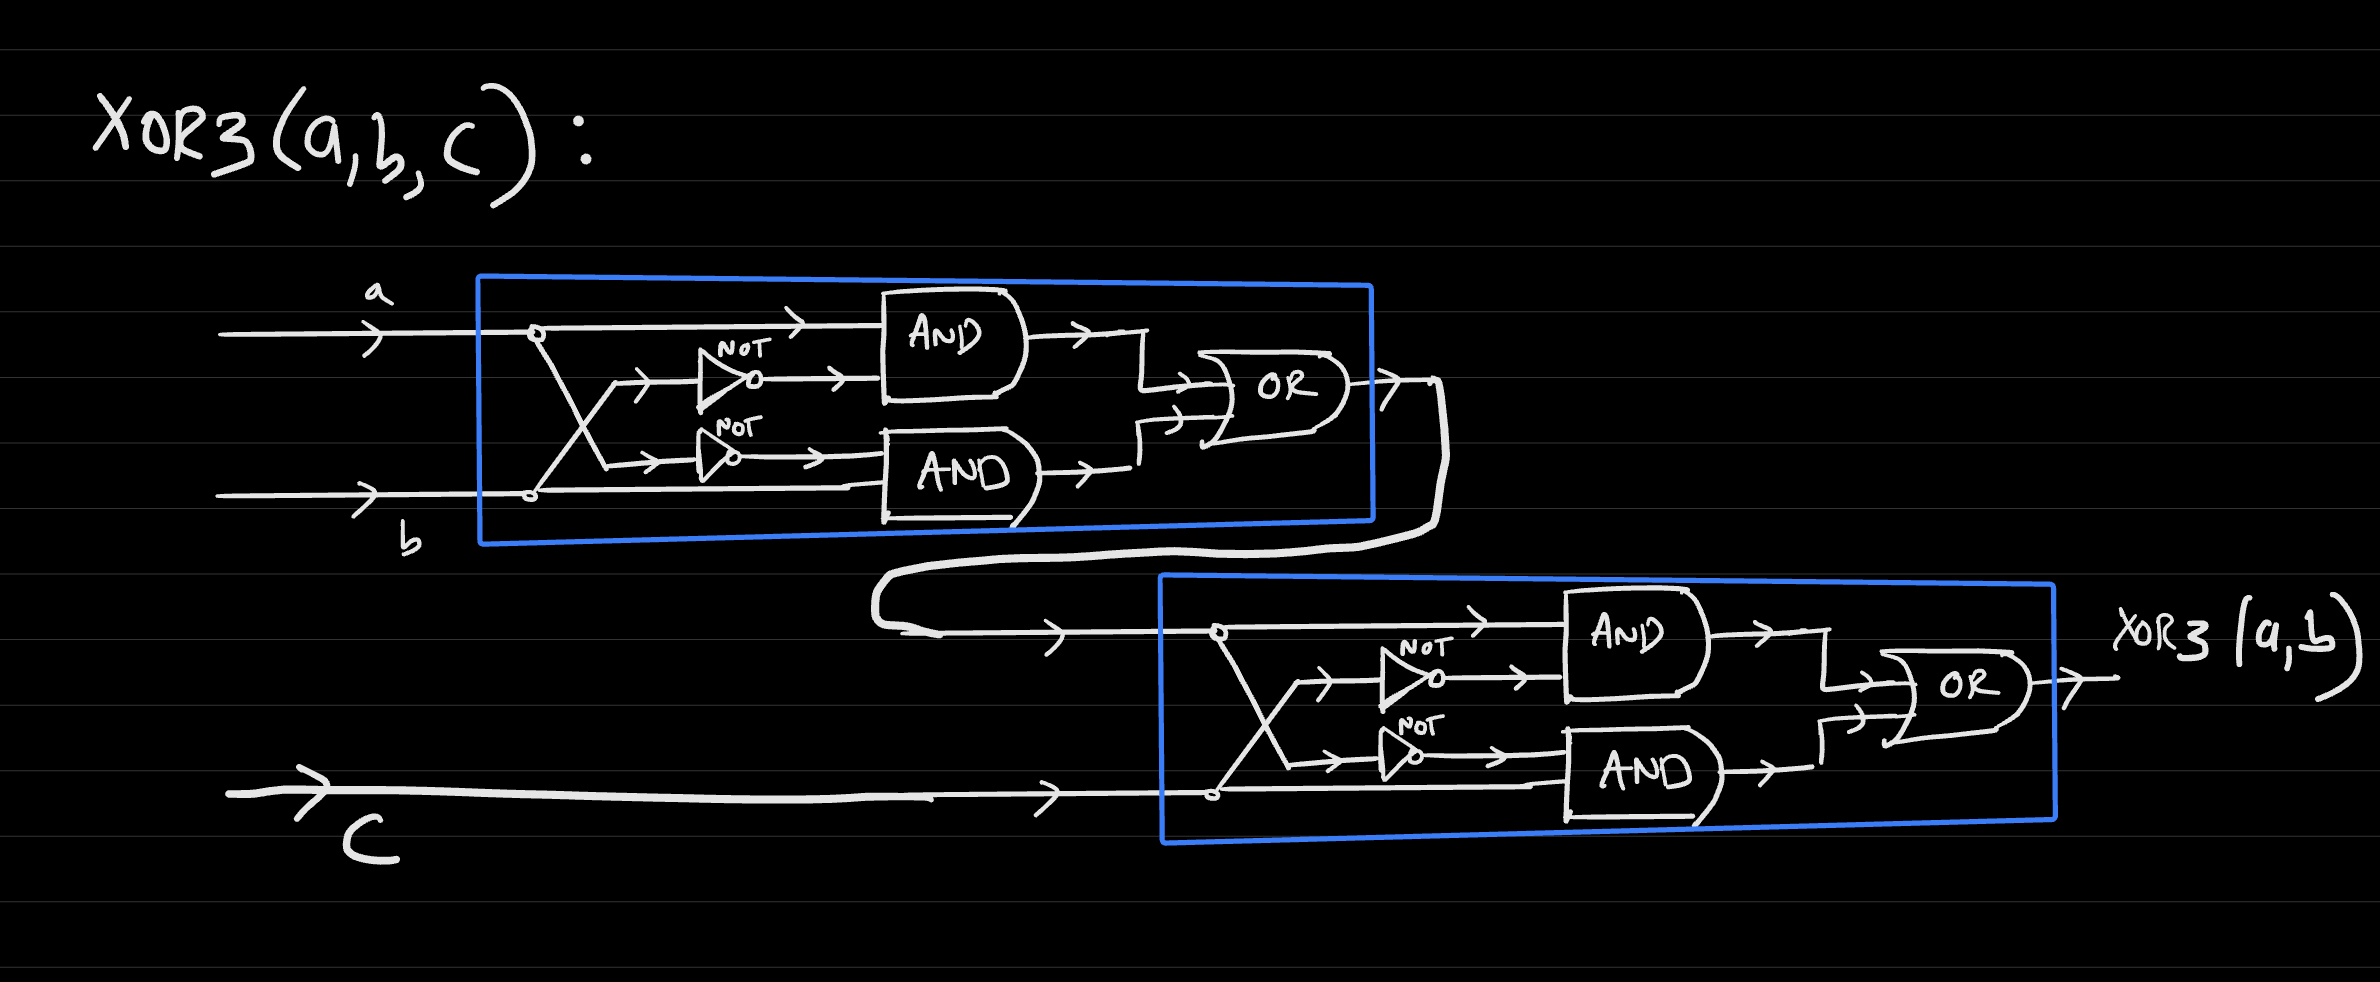 XOR3(a,b,c):
a
NOT
AND
OR
NOT
AND
b
NOT
AND
XOR3(a,b)
OR
NOT
AND
C